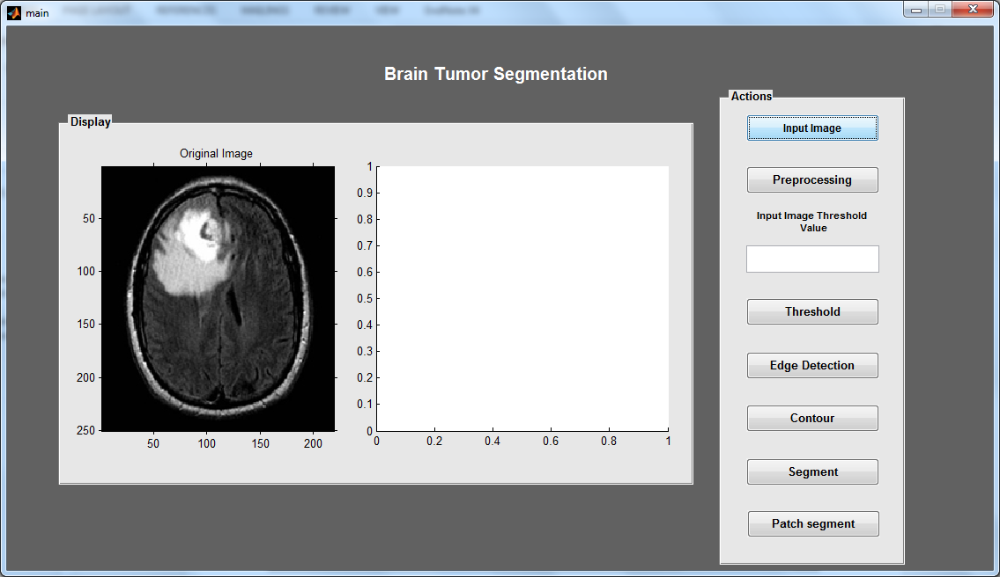 main
Brain Tumor Segmentation
Display
Original Image
50
100
150
200
250
50 100 150 200
1
0.9
0.8
0.7
0.6
0.5
0.4
0.3
0.2
0.1
0
0 0.2 0.4 0.6 0.8 1
Actions
Input Image
Preprocessing
Input Image Threshold
Value
Threshold
Edge Detection
Contour
Segment
Patch segment